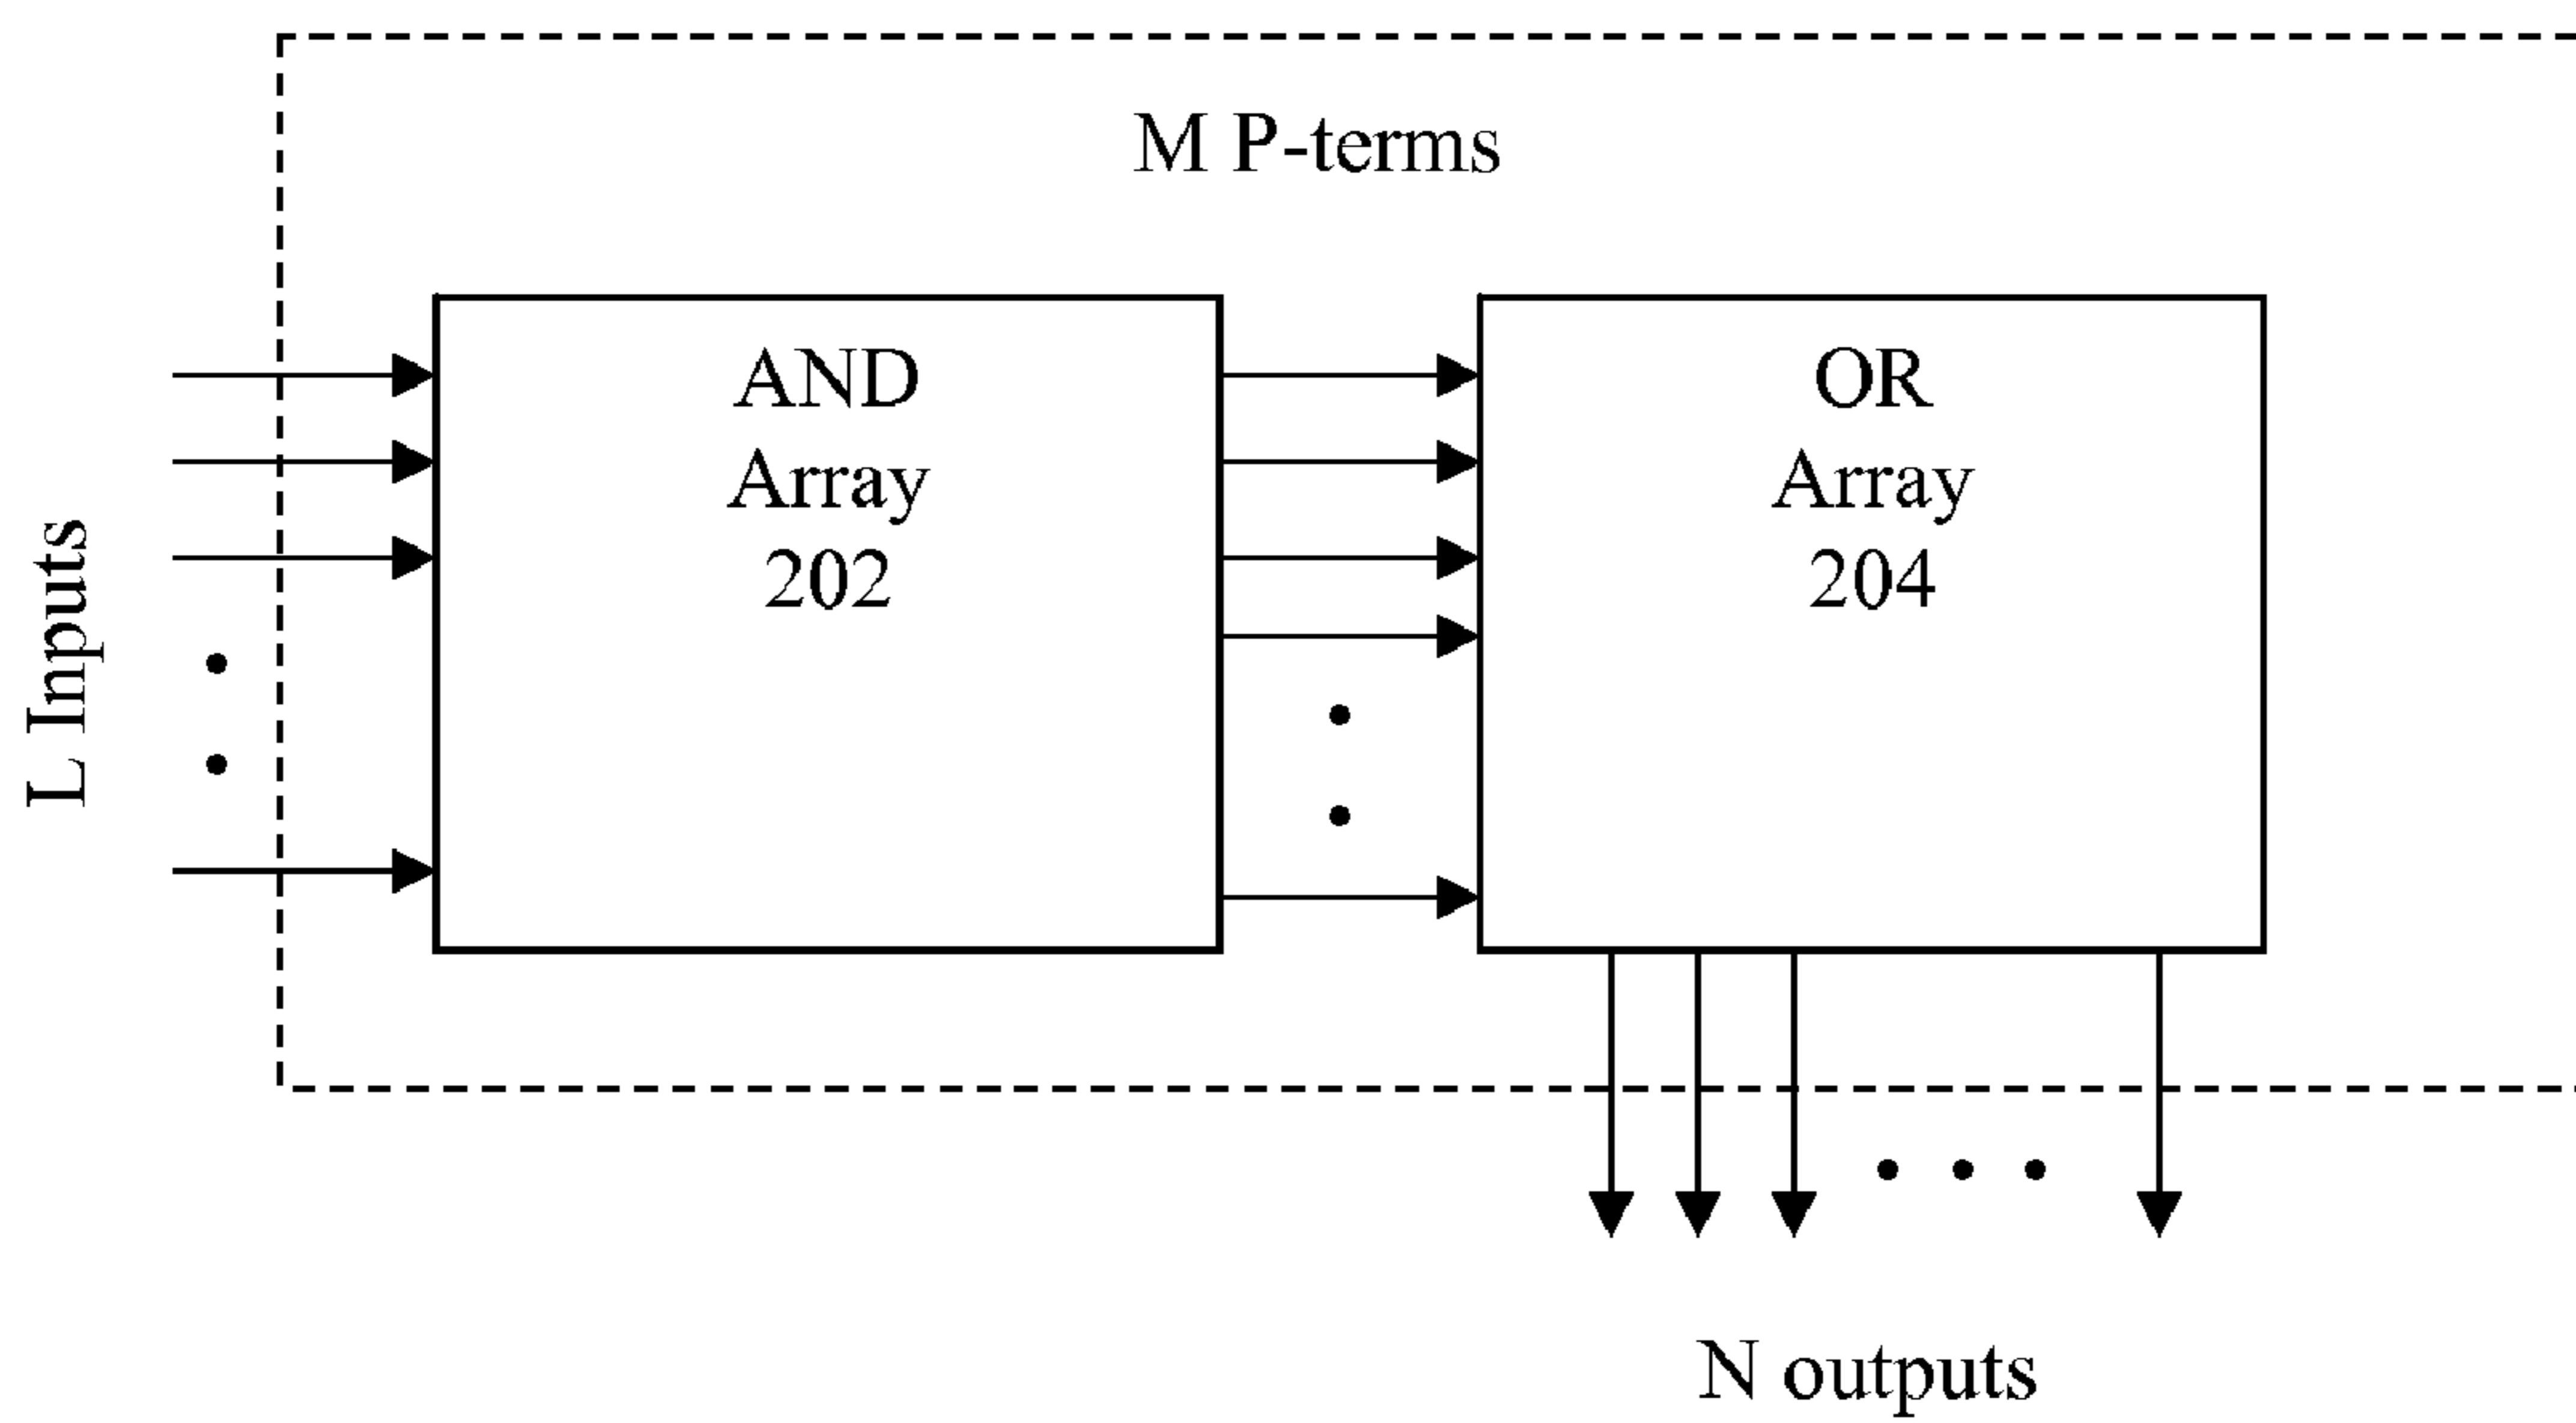 M P-terms
L Inputs
AND
Array
202
OR
Array
204
N outputs